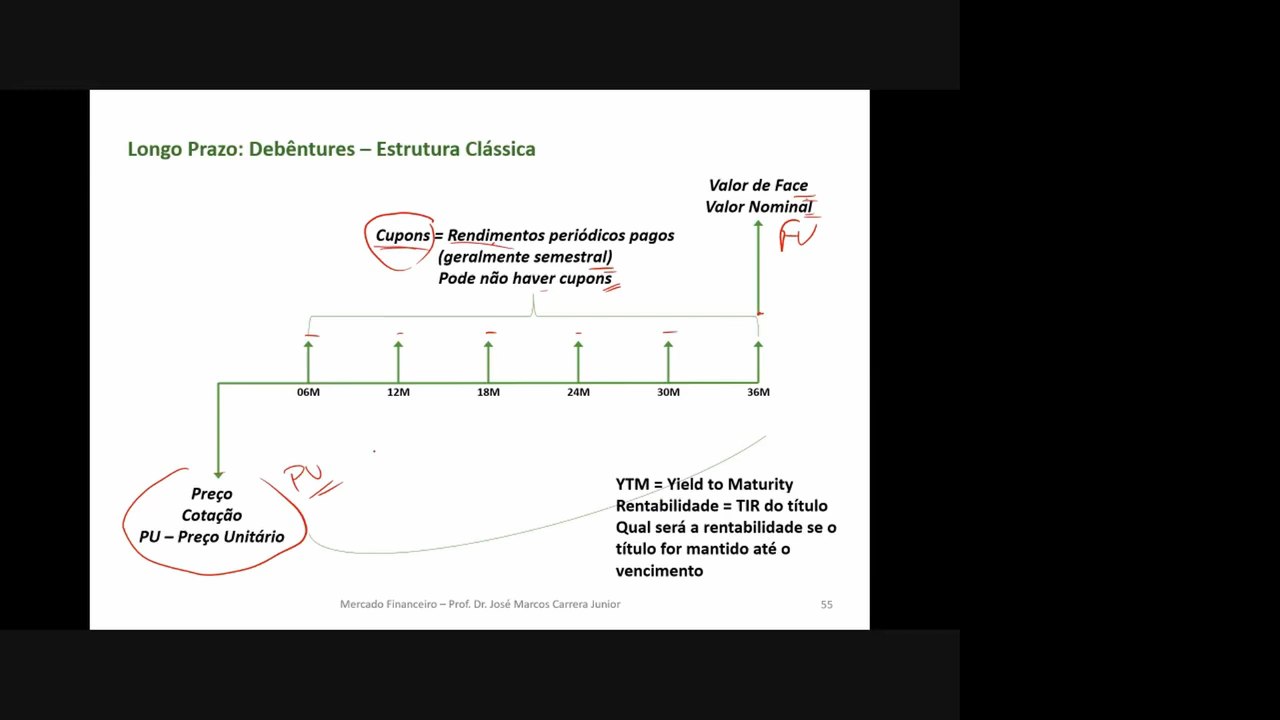 Longo Prazo: Debêntures – Estrutura Clássica
Valor de Face
Valor Nominal
FV
Cupons = Rendimentos periódicos pagos
(geralmente semestral)
Pode não haver cupons
06M 12M 18M 24M 30M 36M
PV
Preço
Cotação
PU – Preço Unitário
YTM = Yield to Maturity
Rentabilidade = TIR do título
Qual será a rentabilidade se o
título for mantido até o
vencimento
Mercado Financeiro – Prof. Dr. José Marcos Carrera Junior 55